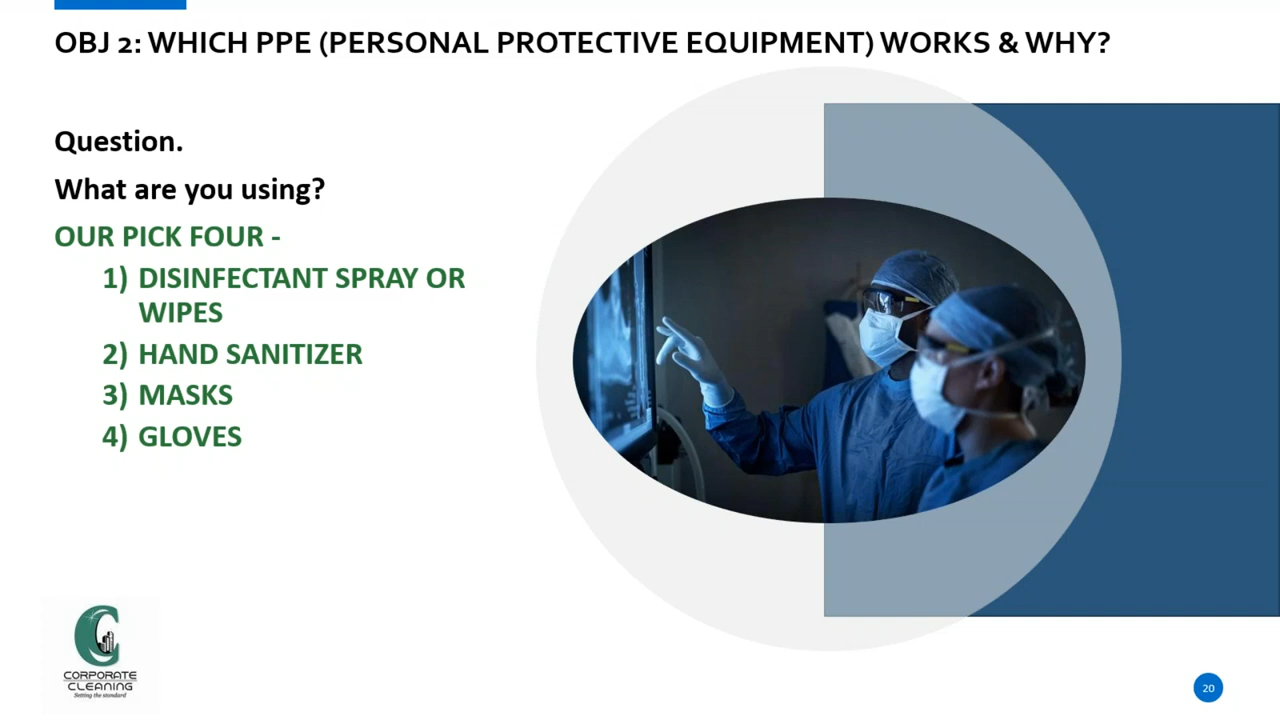 OBJ 2: WHICH PPE (PERSONAL PROTECTIVE EQUIPMENT) WORKS & WHY?
Question.
What are you using?
OUR PICK FOUR -
1) DISINFECTANT SPRAY OR
WIPES
2) HAND SANITIZER
3) MASKS
4) GLOVES
CORPORATE
CLEANING
Setting the standard
20